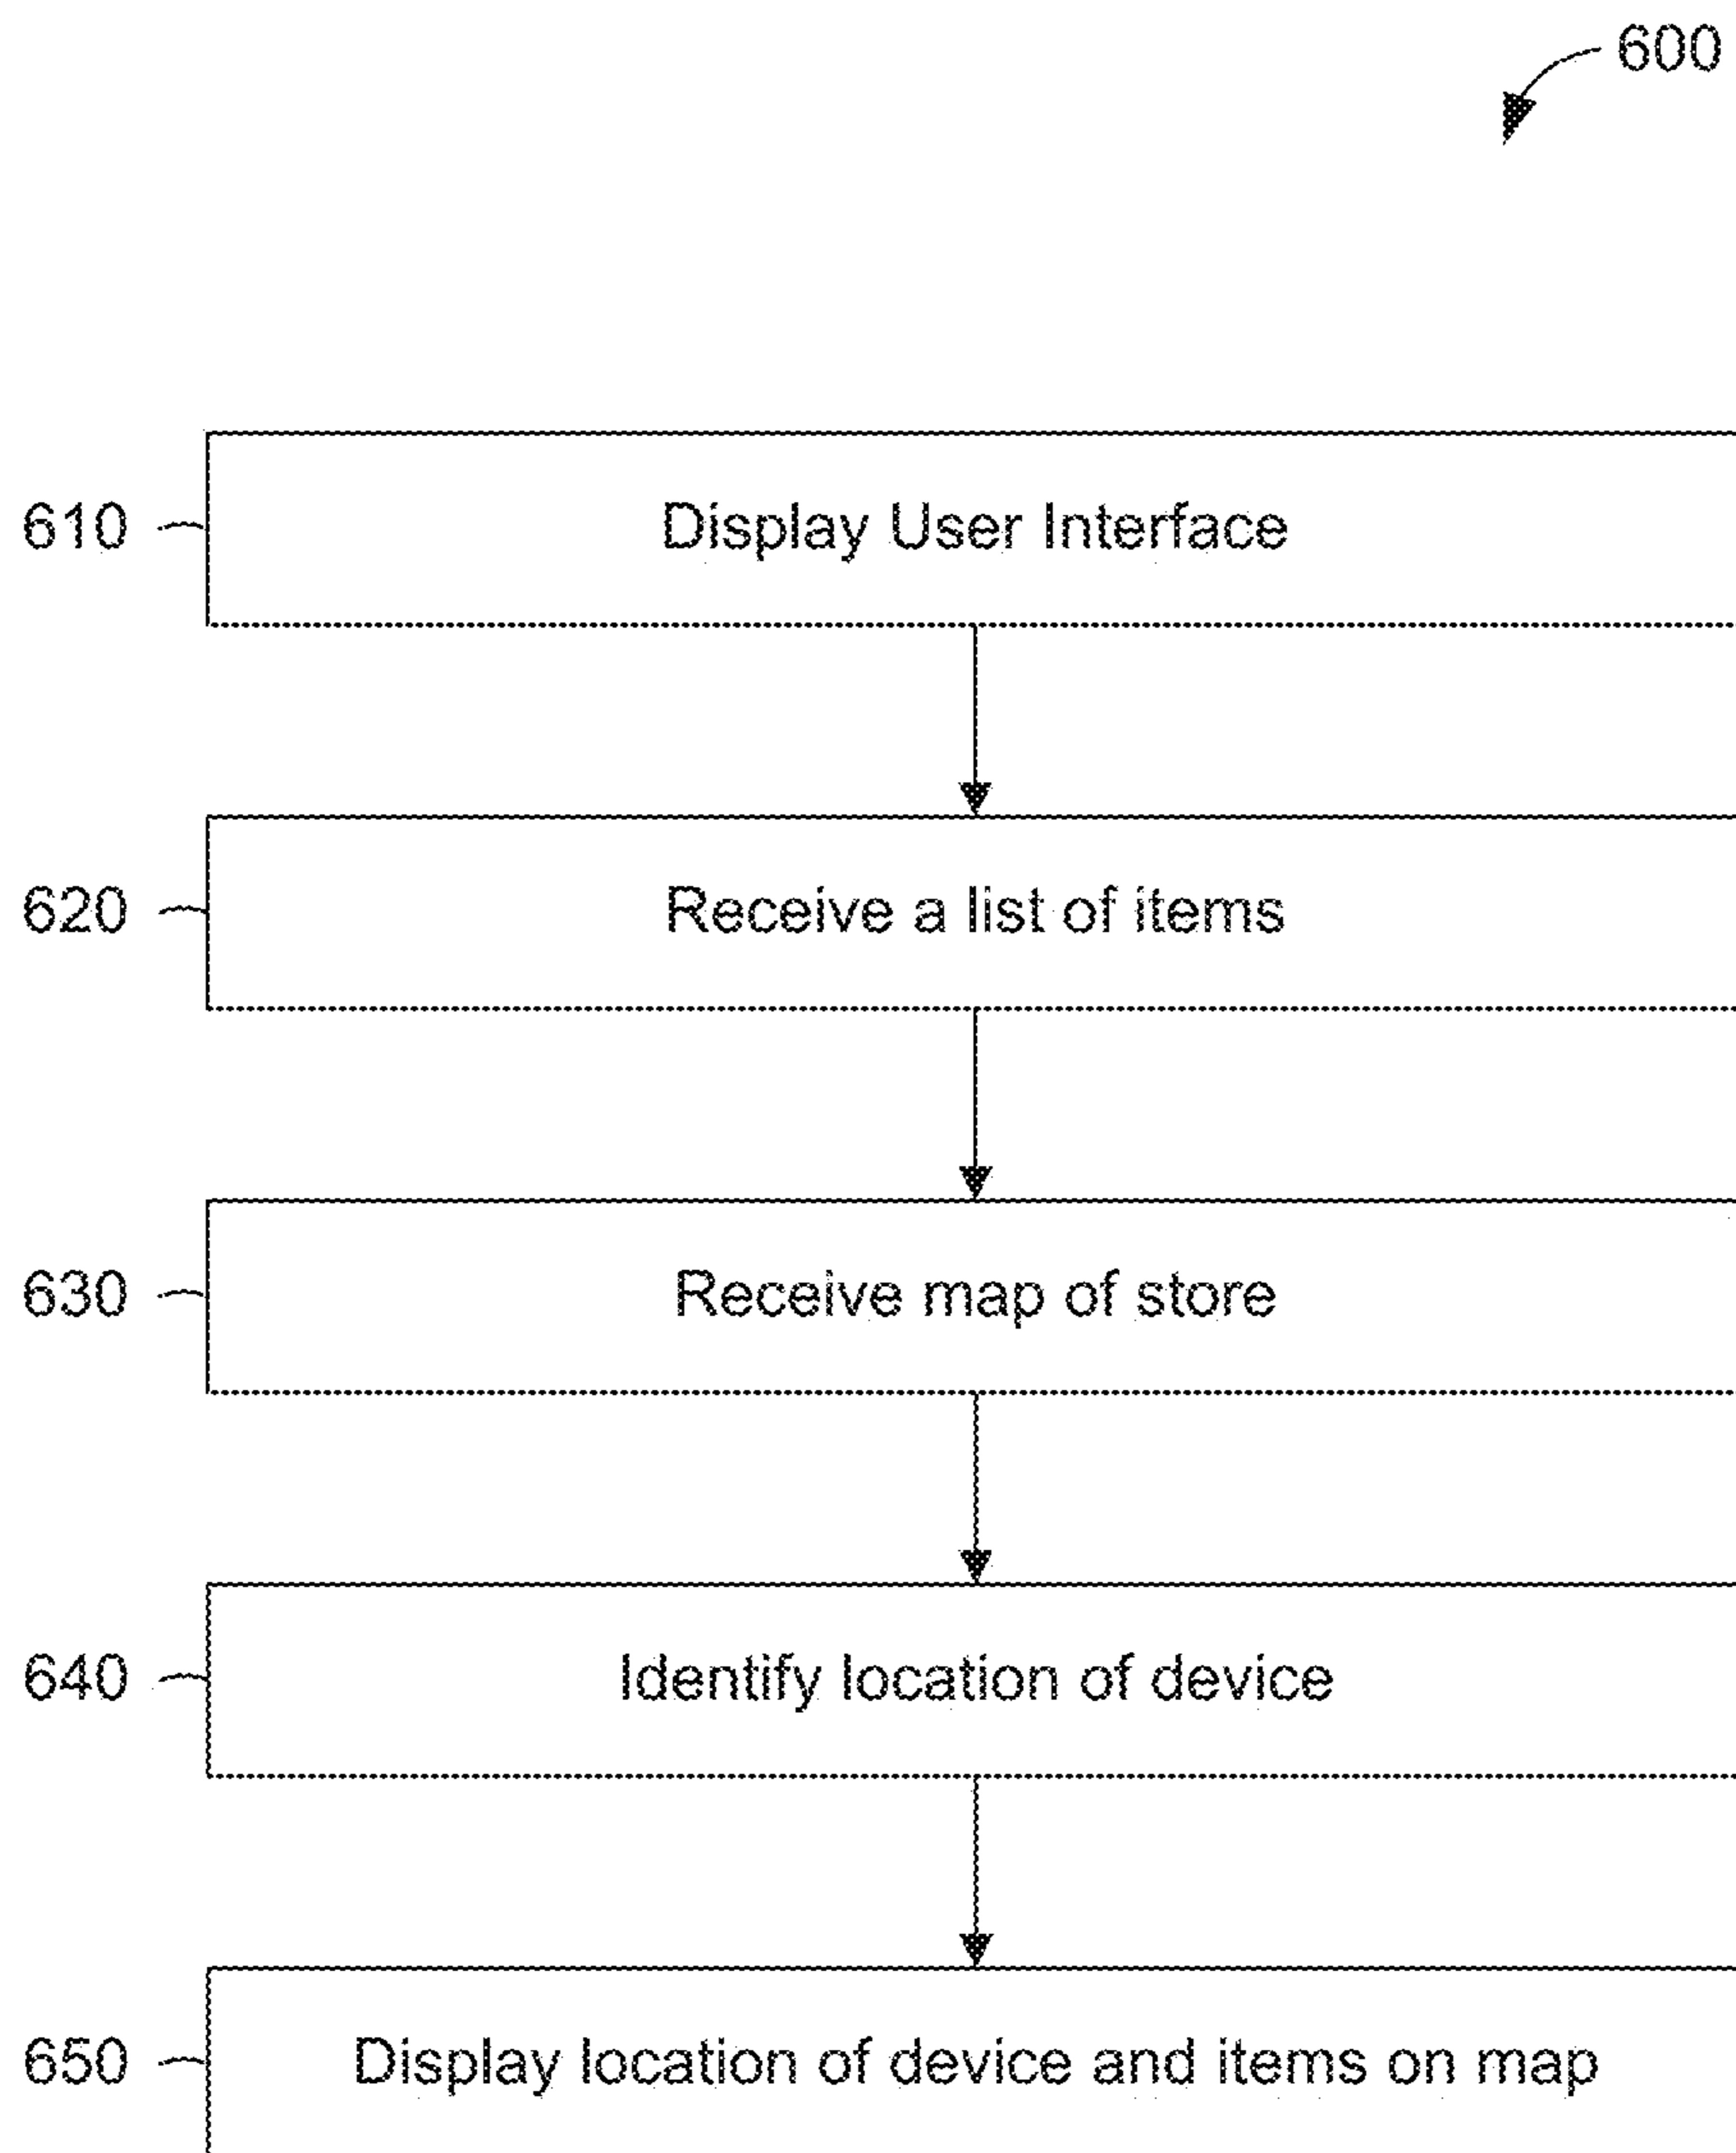 600
610 Display User Interface
620 Receive a list of items
630 Receive map of store
640 Identify location of device
650 Display location of device and items on map